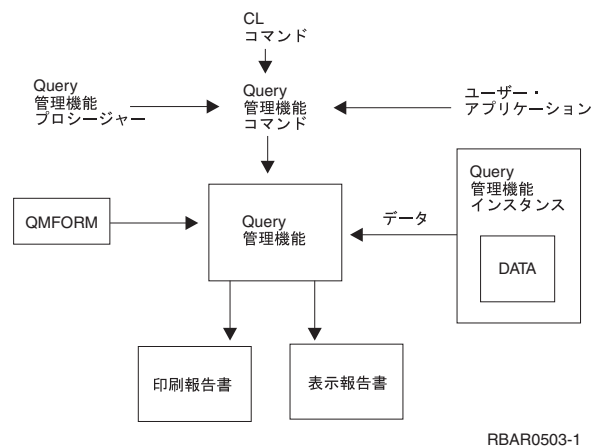 CL
コマンド
Query
管理機能
プロシージャー
Query
管理機能
コマンド
ユーザー・
アプリケーション
QMFORM
Query
管理機能
データ
Query
管理機能
インスタンス
DATA
印刷報告書
表示報告書
RBAR0503-1